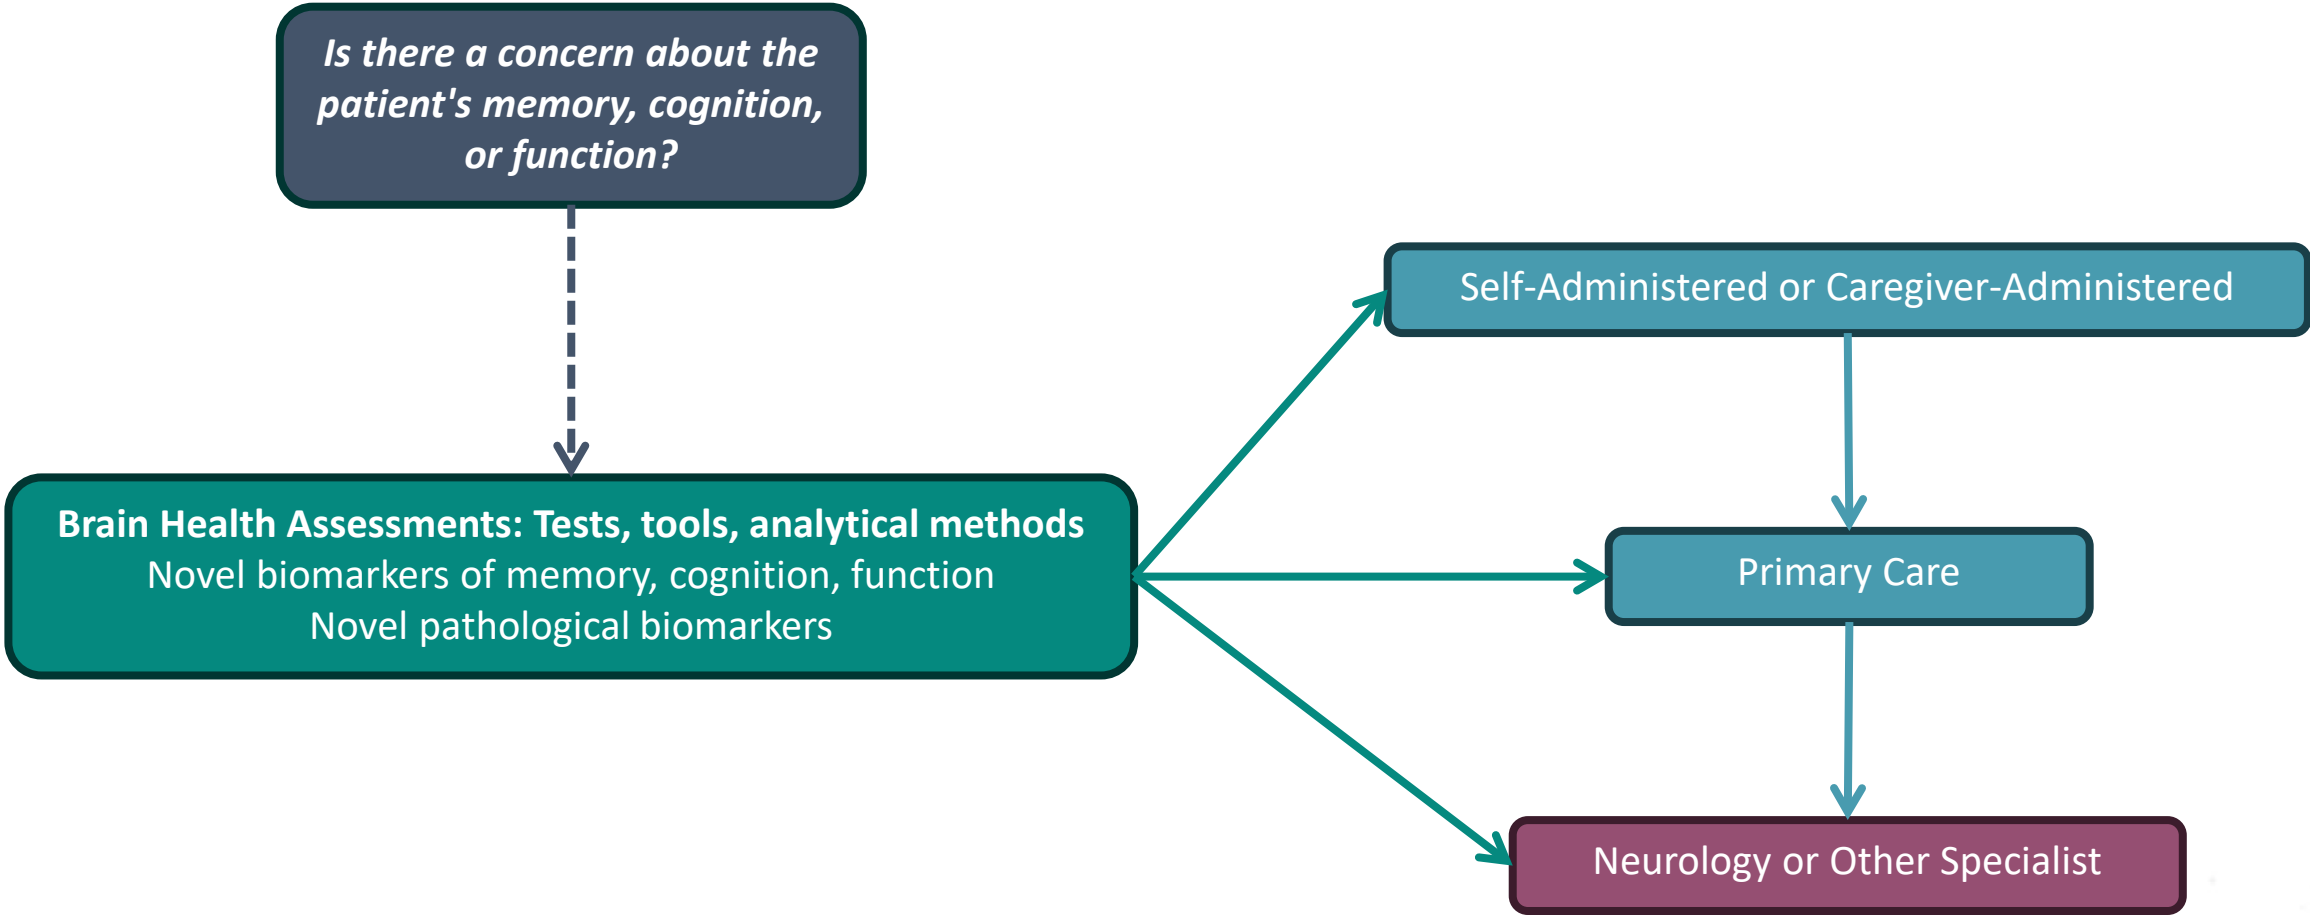 Is there a concern about the
patient's memory, cognition,
or function?
Self-Administered or Caregiver-Administered
Brain Health Assessments: Tests, tools, analytical methods
Novel biomarkers of memory, cognition, function
Novel pathological biomarkers
Primary Care
Neurology or Other Specialist